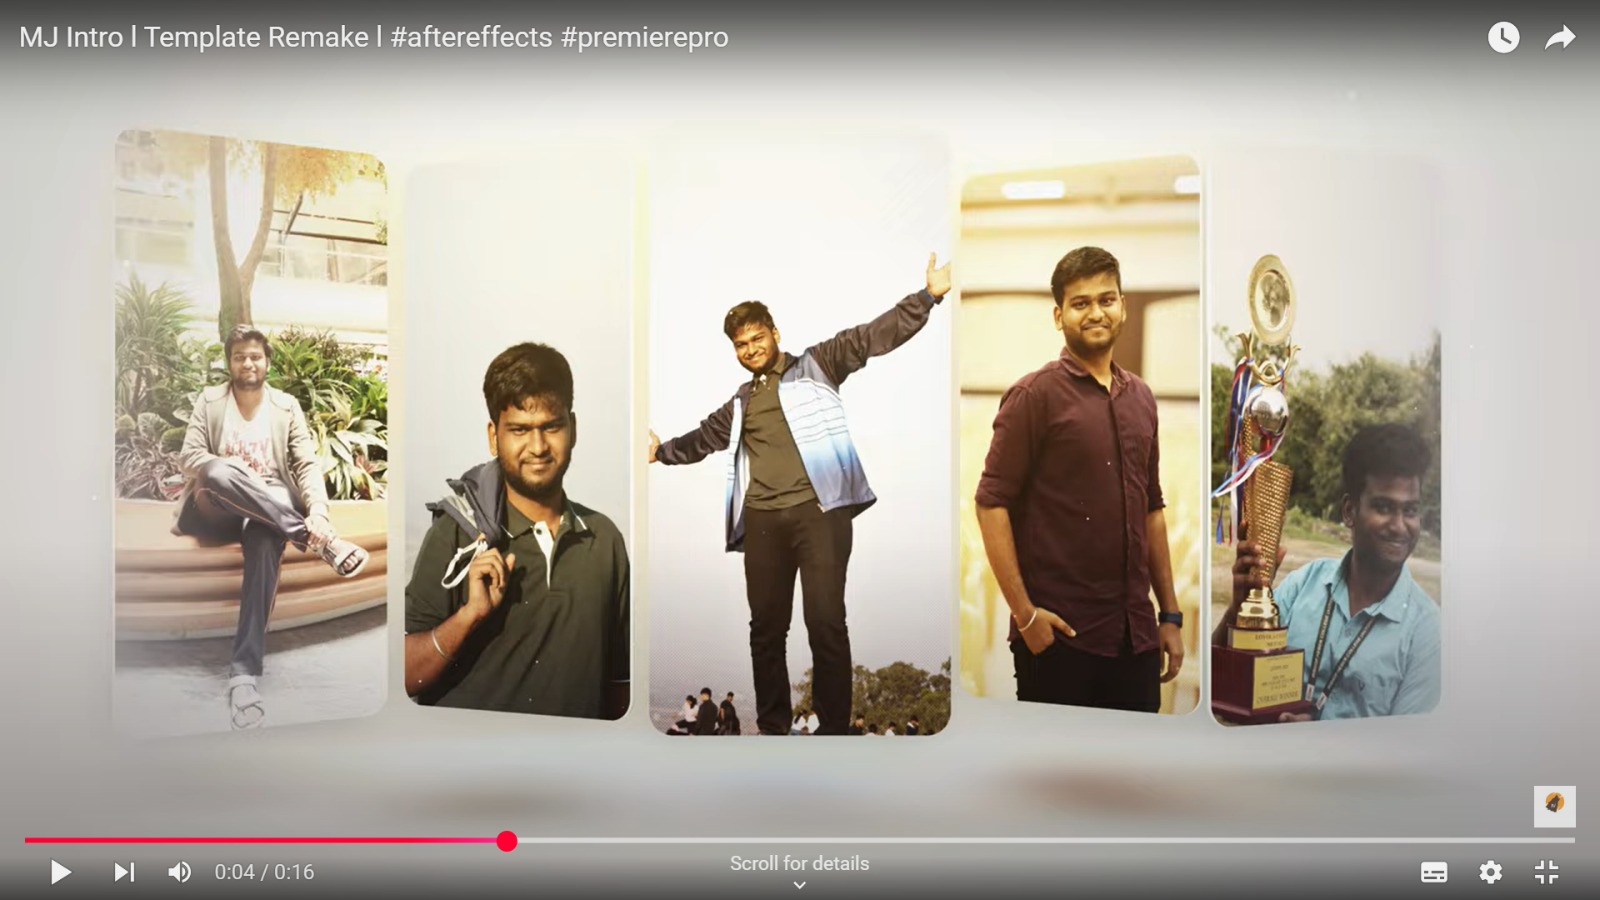 MJ Intro l Template Remake l #aftereffects #premierepro
0:04 / 0:16
Scroll for details